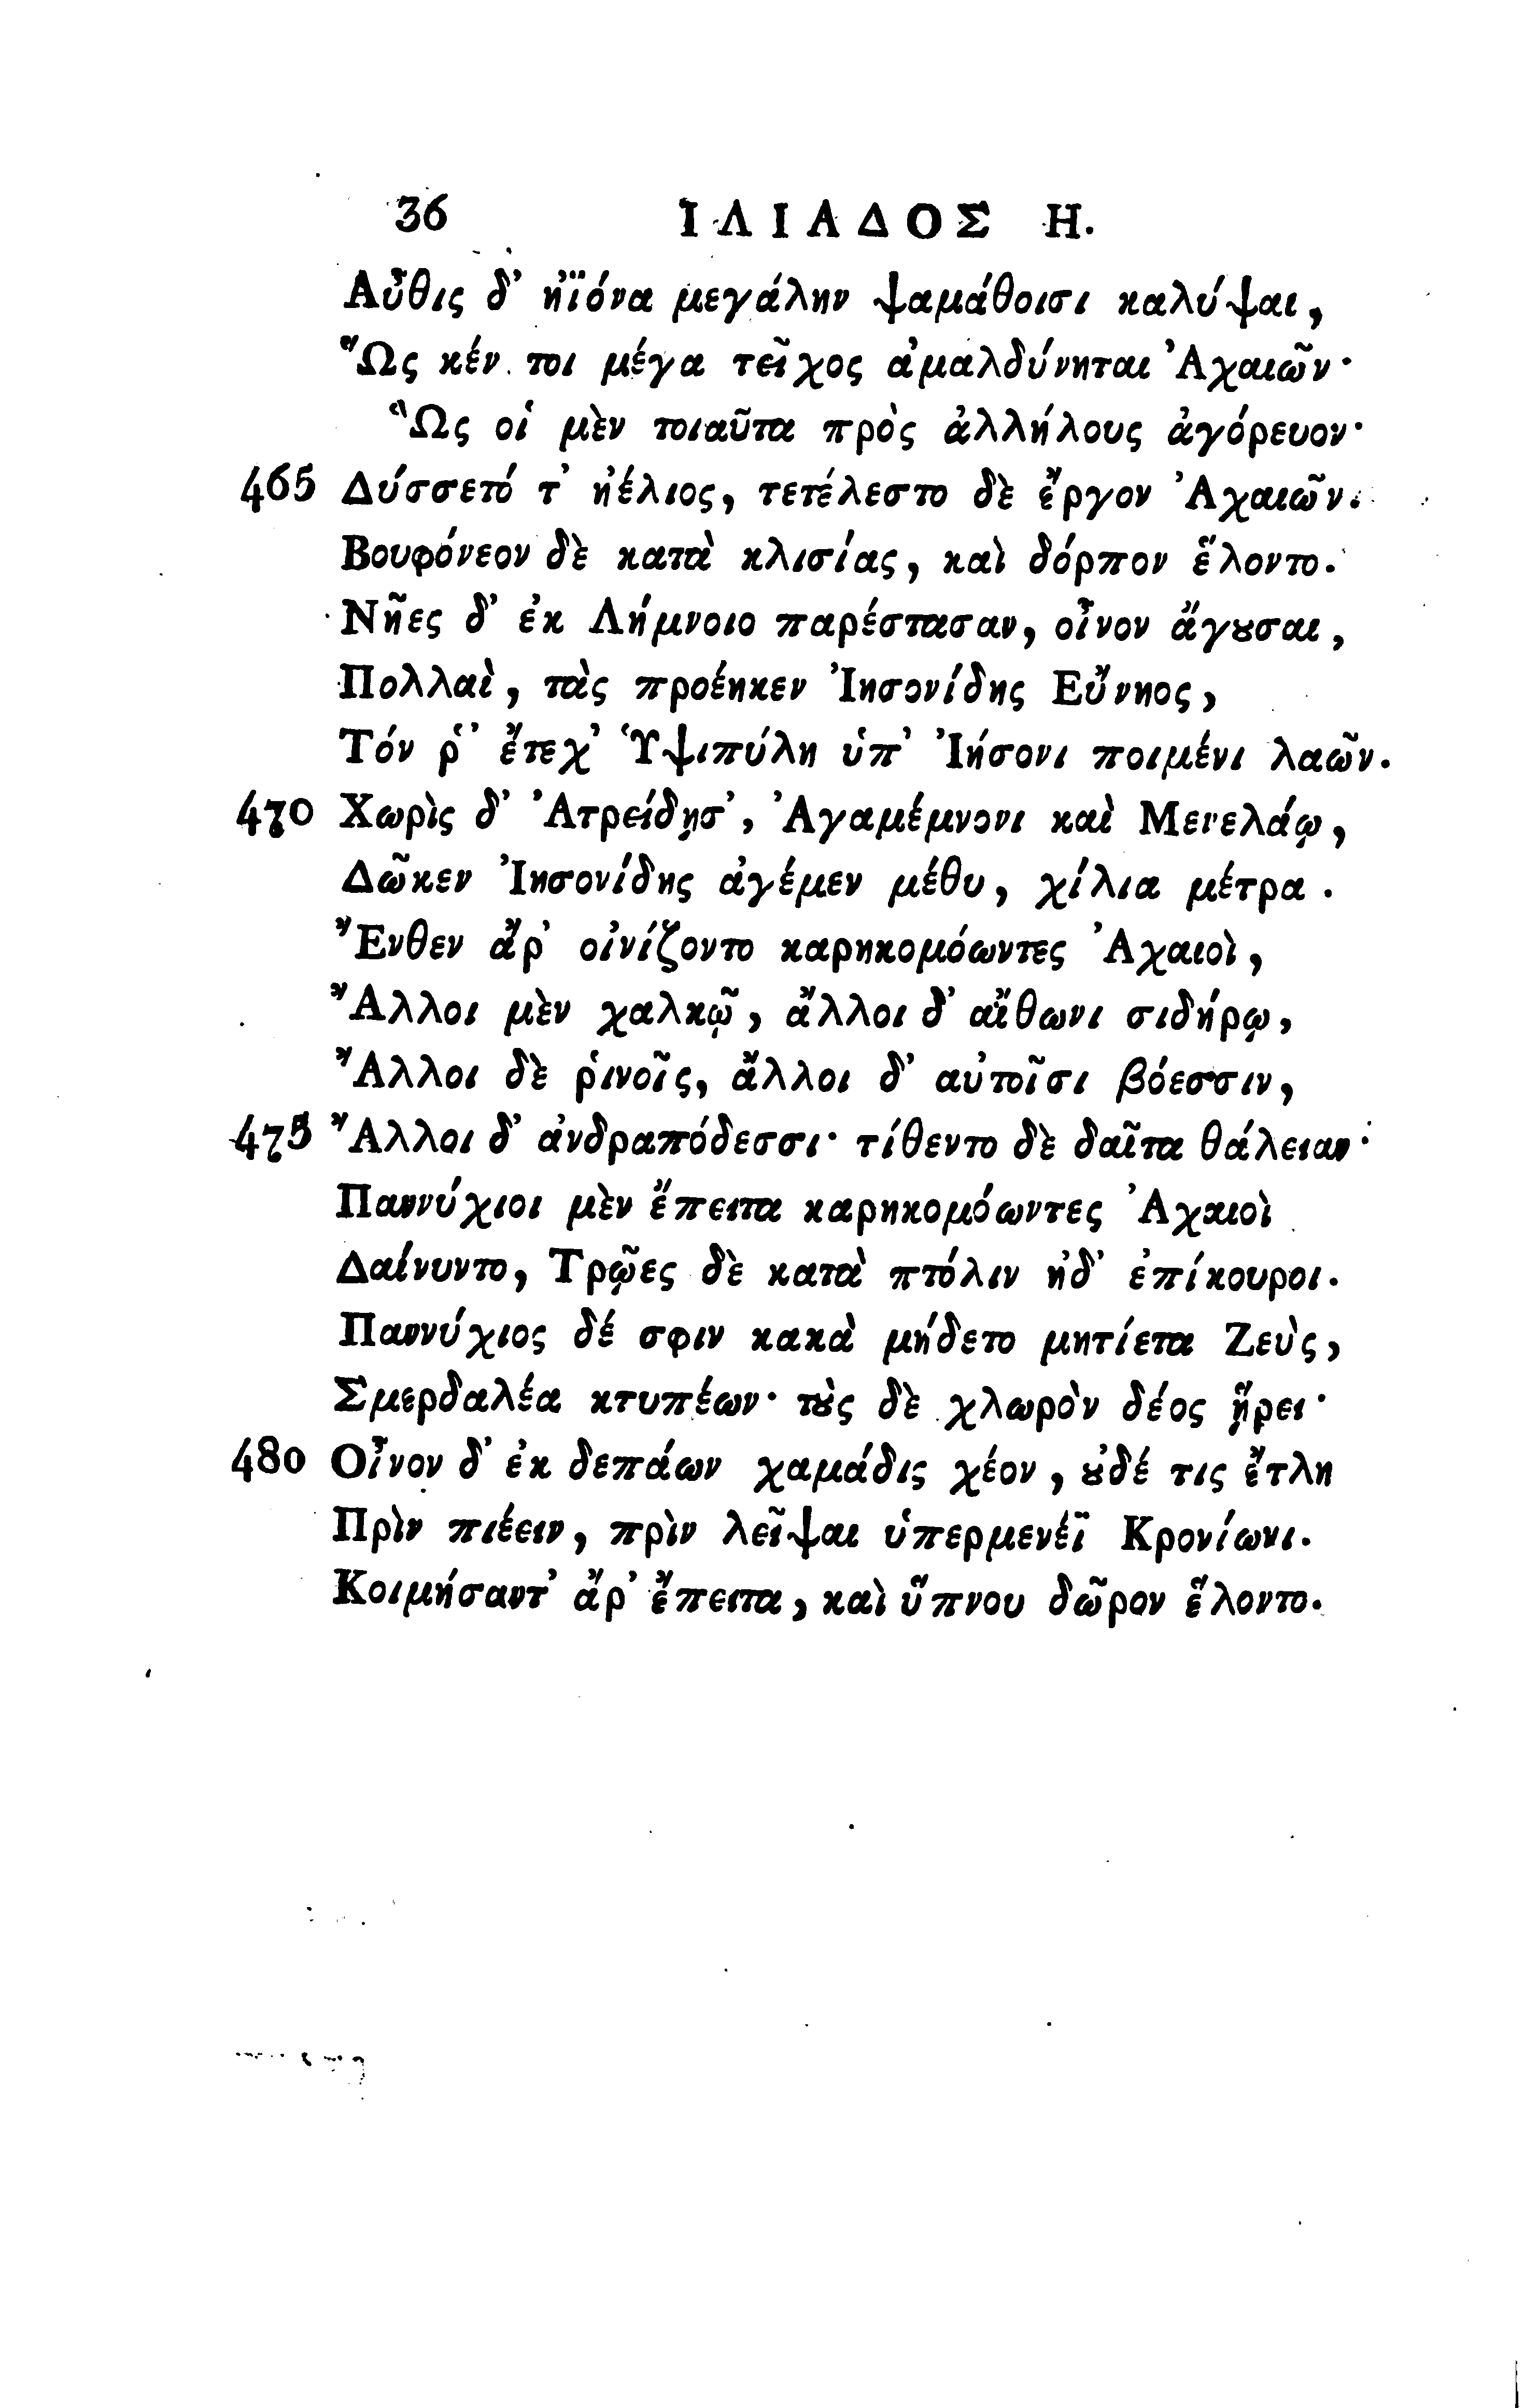 36 ΙΛΙΑΔΟΣ Η.
Αὖθις δ' ἠϊόνα μεγάλην ψαμάθοισι καλύψαι,
Ὥς κέν τοι μέγα τεῖχος ἀμαλδύνηται Ἀχαιῶν·
Ὣς οἱ μὲν τοιαῦτα πρὸς ἀλλήλους ἀγόρευον·
465 Δύσσετό τ' ἠέλιος, τετέλεστο δὲ ἔργον Ἀχαιῶν.
Βουφόνεον δὲ κατὰ κλισίας, καὶ δόρπον ἕλοντο.
Νῆες δ' ἐκ Λήμνοιο παρέστασαν, οἶνον ἄγȣσαι,
Πολλαὶ, τὰς προέηκεν Ἰησονίδης Εὔνηος,
Τόν ῥ' ἔτεχ' Ὑψιπύλη ὑπ' Ἰήσονι ποιμένι λαῶν.
470 Χωρὶς δ' Ἀτρείδῃσ', Ἀγαμέμνονι καὶ Μενελάῳ,
Δῶκεν Ἰησονίδης ἀγέμεν μέθυ, χίλια μέτρα.
Ἔνθεν ἄρ' οἰνίζοντο καρηκομόωντες Ἀχαιοὶ,
Ἄλλοι μὲν χαλκῷ, ἄλλοι δ' αἴθωνι σιδήρῳ,
Ἄλλοι δὲ ῥινοῖς, ἄλλοι δ' αὐτοῖσι βόεσσιν,
475 Ἄλλοι δ' ἀνδραπόδεσσι· τίθεντο δὲ δαῖτα θάλειαν·
Παννύχιοι μὲν ἔπειτα καρηκομόωντες Ἀχαιοὶ
Δαίνυντο, Τρῷες δὲ κατὰ πτόλιν ἠδ' ἐπίκουροι.
Παννύχιος δέ σφιν κακὰ μήδετο μητίετα Ζεὺς,
Σμερδαλέα κτυπέων· τȣ̀ς δὲ χλωρὸν δέος ᾕρει·
480 Οἶνον δ' ἐκ δεπάων χαμάδις χέον, ȣ̓δέ τις ἔτλη
Πρὶν πιέειν, πρὶν λεῖψαι ὑπερμενέϊ Κρονίωνι.
Κοιμήσαντ' ἄρ' ἔπειτα, καὶ ὕπνου δῶρον ἕλοντο.